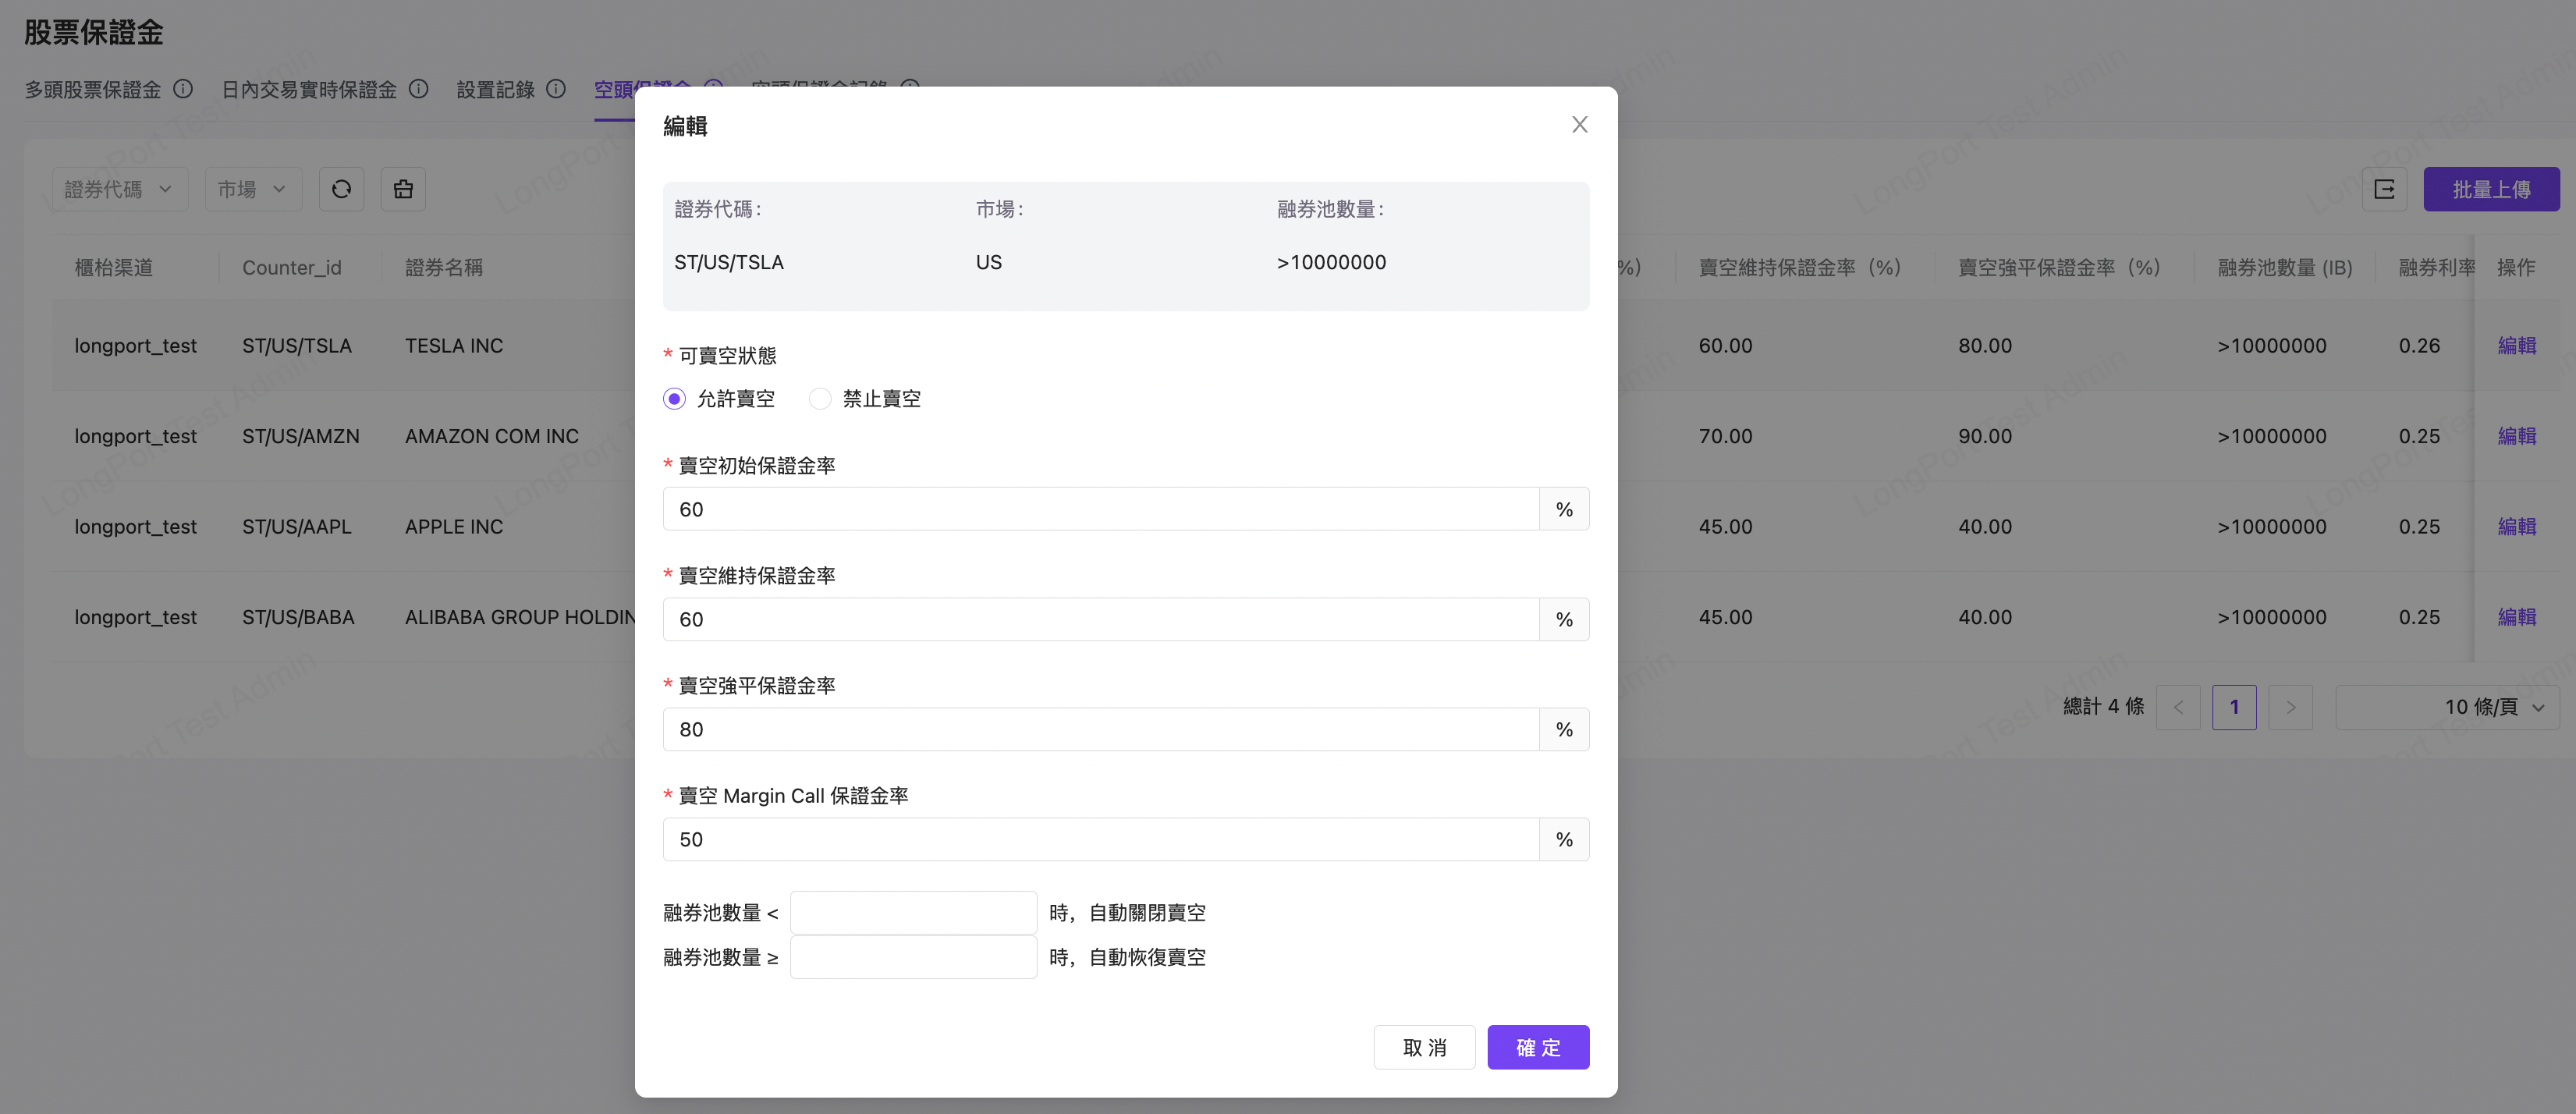 股票保證金
多頭股票保證金 日內交易實時保證金 設置記錄 空頭保證金 空頭保證金記錄
證券代碼 市場 批量上傳
櫃枱渠道 Counter_id 證券名稱 %) 賣空維持保證金率（%） 賣空強平保證金率（%） 融券池數量 (IB) 融券利率 操作
longport_test ST/US/TSLA TESLA INC 60.00 80.00 >10000000 0.26 編輯
longport_test ST/US/AMZN AMAZON COM INC 70.00 90.00 >10000000 0.25 編輯
longport_test ST/US/AAPL APPLE INC 45.00 40.00 >10000000 0.25 編輯
longport_test ST/US/BABA ALIBABA GROUP HOLDIN 45.00 40.00 >10000000 0.25 編輯
總計 4 條 < 1 > 10 條/頁
編輯
證券代碼: 市場: 融券池數量:
ST/US/TSLA US >10000000
* 可賣空狀態
允許賣空 禁止賣空
* 賣空初始保證金率
60 %
* 賣空維持保證金率
60 %
* 賣空強平保證金率
80 %
* 賣空 Margin Call 保證金率
50 %
融券池數量 < 時，自動關閉賣空
融券池數量 ≥ 時，自動恢復賣空
取 消 確 定
LongPort Test Admin